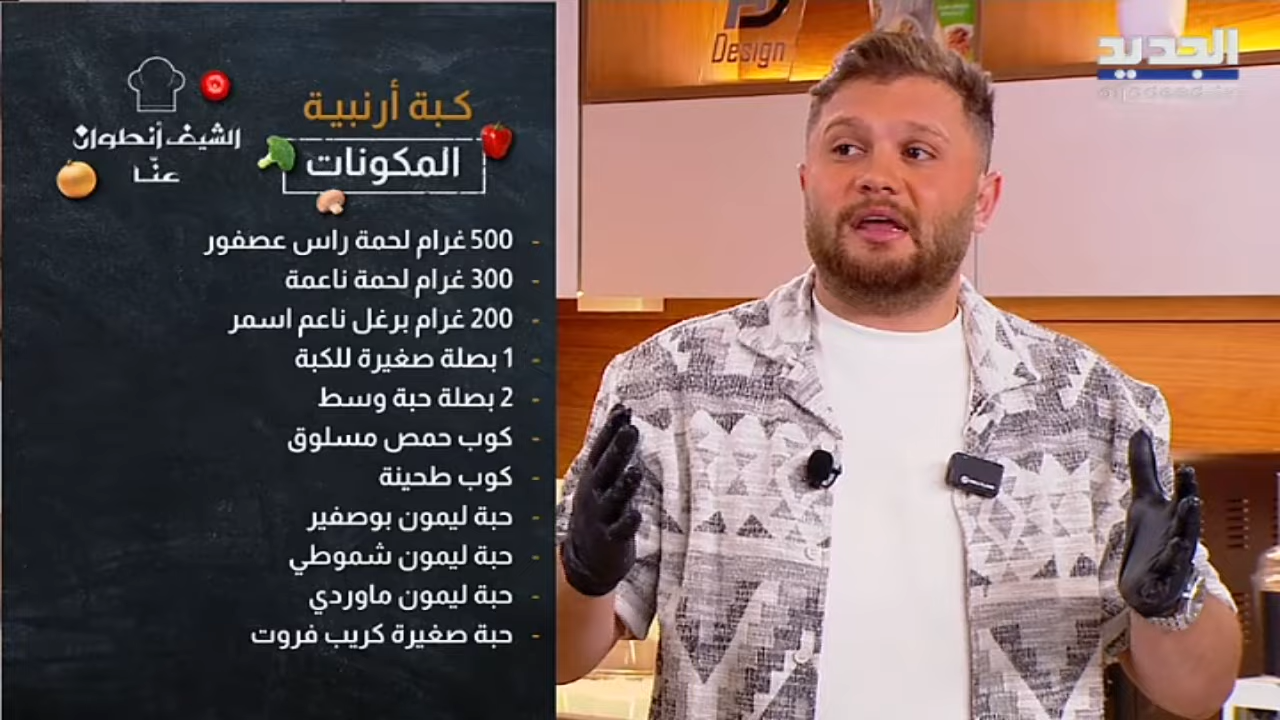 الشيف أنطوان
عنّا
كبة أرنبية
المكونات
- 500 غرام لحمة راس عصفور
- 300 غرام لحمة ناعمة
- 200 غرام برغل ناعم اسمر
- 1 بصلة صغيرة للكبة
- 2 بصلة حبة وسط
- كوب حمص مسلوق
- كوب طحينة
- حبة ليمون بوصفير
- حبة ليمون شموطي
- حبة ليمون ماوردي
- حبة صغيرة كريب فروت
Design
الجديد